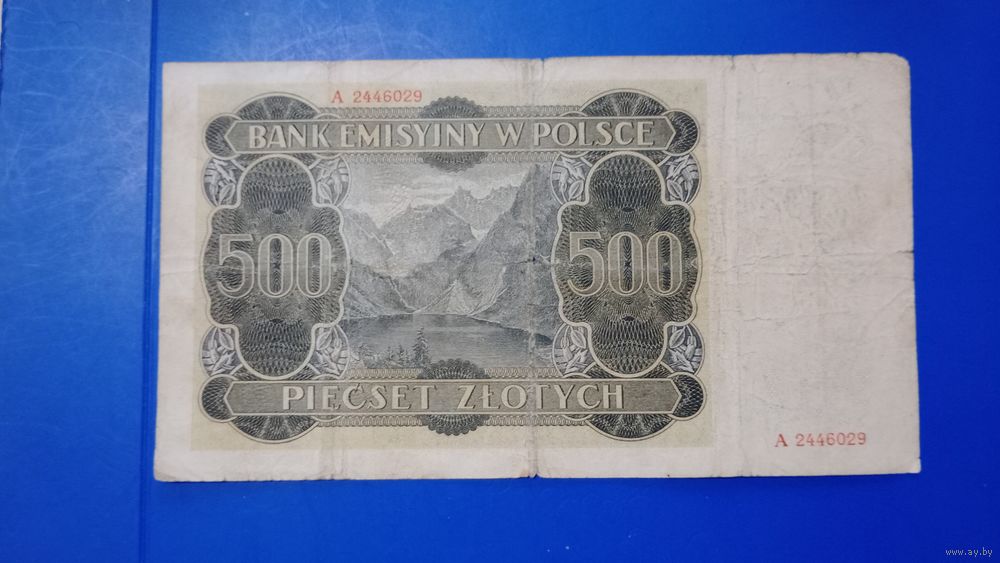 A 2446029
BANK EMISYJNY W POLSCE
500 500
PIĘĆSET ZŁOTYCH
A 2446029
www.ay.by